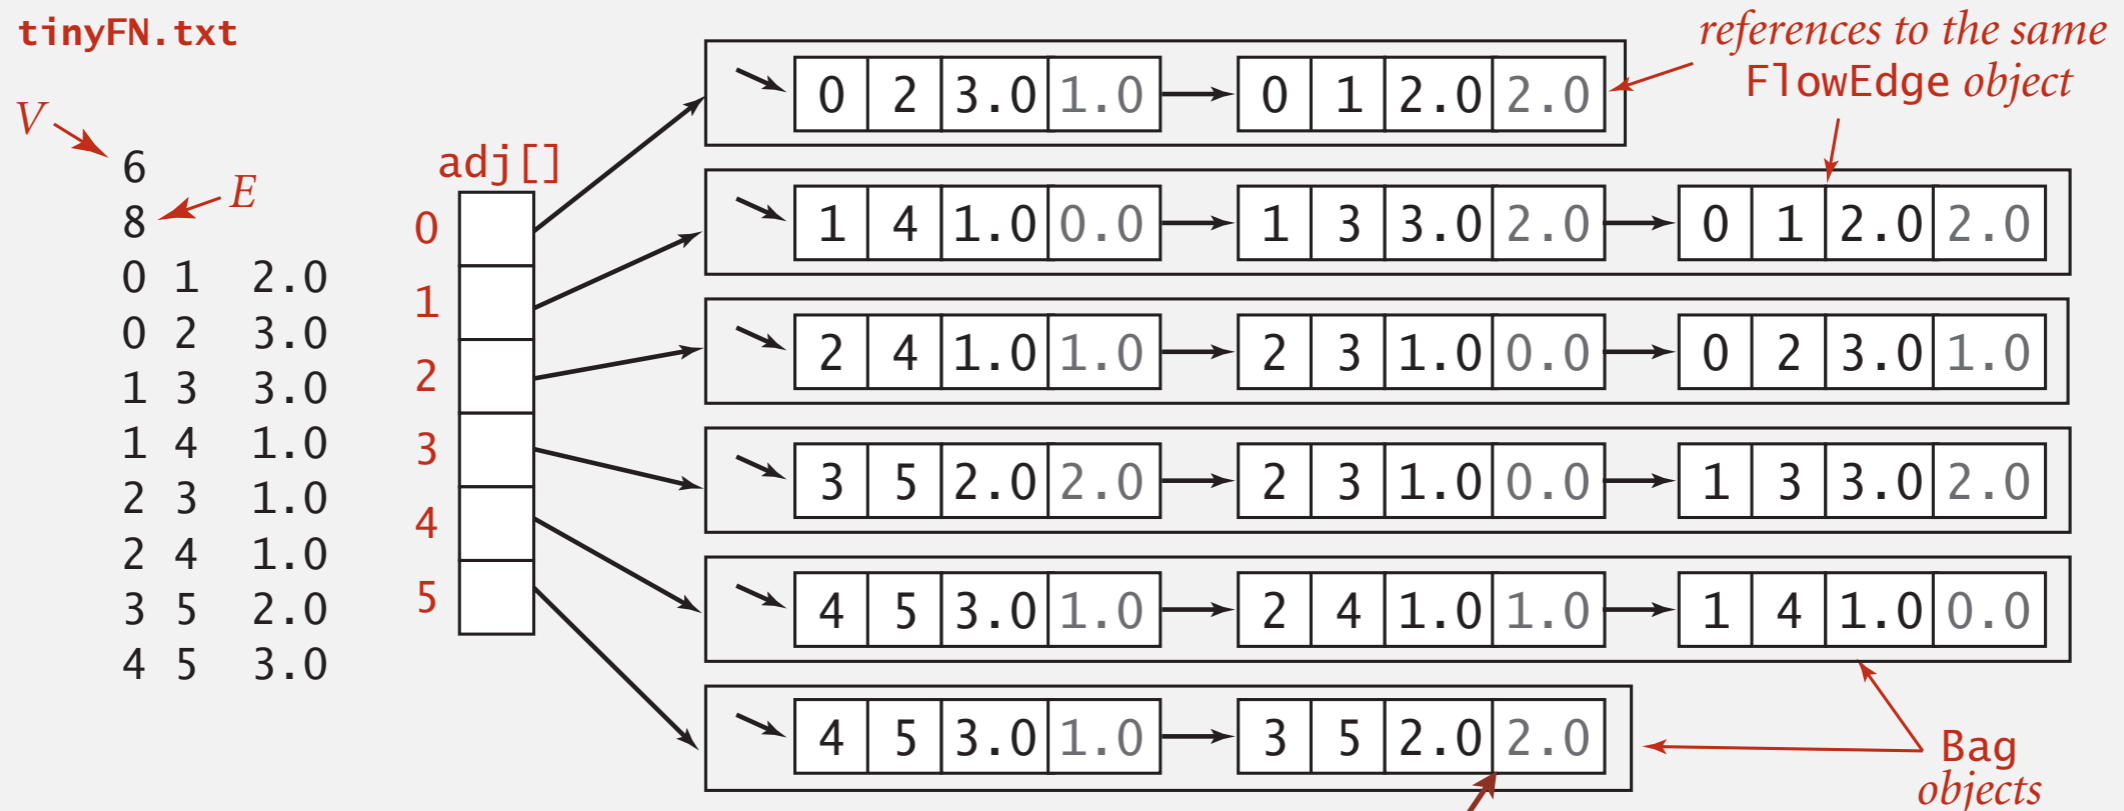 tinyFN.txt
V
6
8
E
0 1 2.0
0 2 3.0
1 3 3.0
1 4 1.0
2 3 1.0
2 4 1.0
3 5 2.0
4 5 3.0
adj[]
0
1
2
3
4
5
0 2 3.0 1.0 0 1 2.0 2.0
1 4 1.0 0.0 1 3 3.0 2.0 0 1 2.0 2.0
2 4 1.0 1.0 2 3 1.0 0.0 0 2 3.0 1.0
3 5 2.0 2.0 2 3 1.0 0.0 1 3 3.0 2.0
4 5 3.0 1.0 2 4 1.0 1.0 1 4 1.0 0.0
4 5 3.0 1.0 3 5 2.0 2.0
references to the same
FlowEdge object
Bag
objects